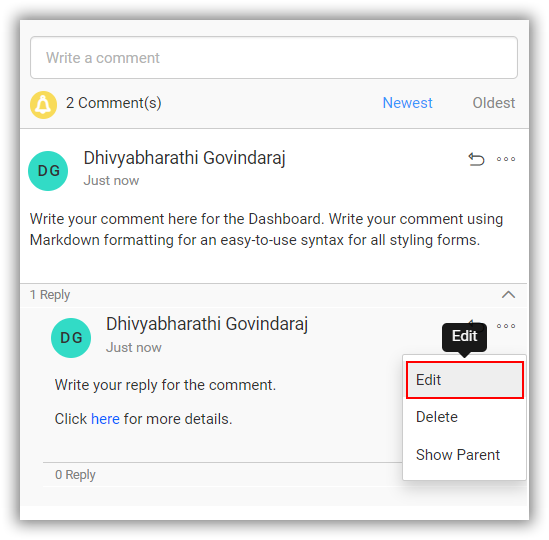 Write a comment
2 Comment(s) Newest Oldest
DG Dhivyabharathi Govindaraj
Just now
Write your comment here for the Dashboard. Write your comment using
Markdown formatting for an easy-to-use syntax for all styling forms.
1 Reply
DG Dhivyabharathi Govindaraj
Just now
Edit
Write your reply for the comment.
Click here for more details.
Edit
Delete
Show Parent
0 Reply